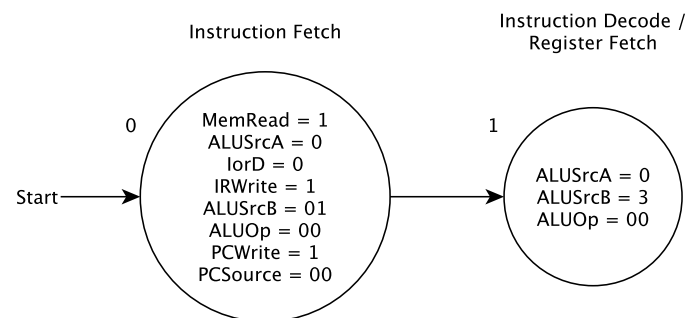 Instruction Fetch
Instruction Decode /
Register Fetch
0
1
Start
MemRead = 1
ALUSrcA = 0
IorD = 0
IRWrite = 1
ALUSrcB = 01
ALUOp = 00
PCWrite = 1
PCSource = 00
ALUSrcA = 0
ALUSrcB = 3
ALUOp = 00